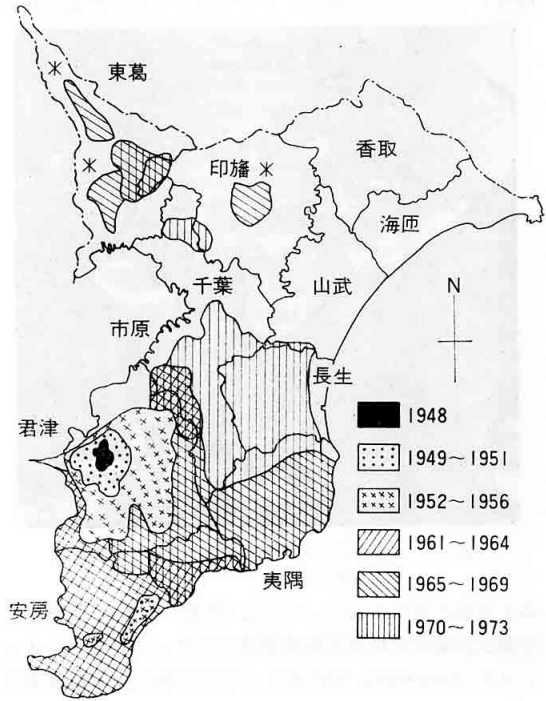 東葛
印旛
香取
海匝
千葉
山武
N
市原
長生
君津
夷隅
安房
1948
1949～1951
1952～1956
1961～1964
1965～1969
1970～1973